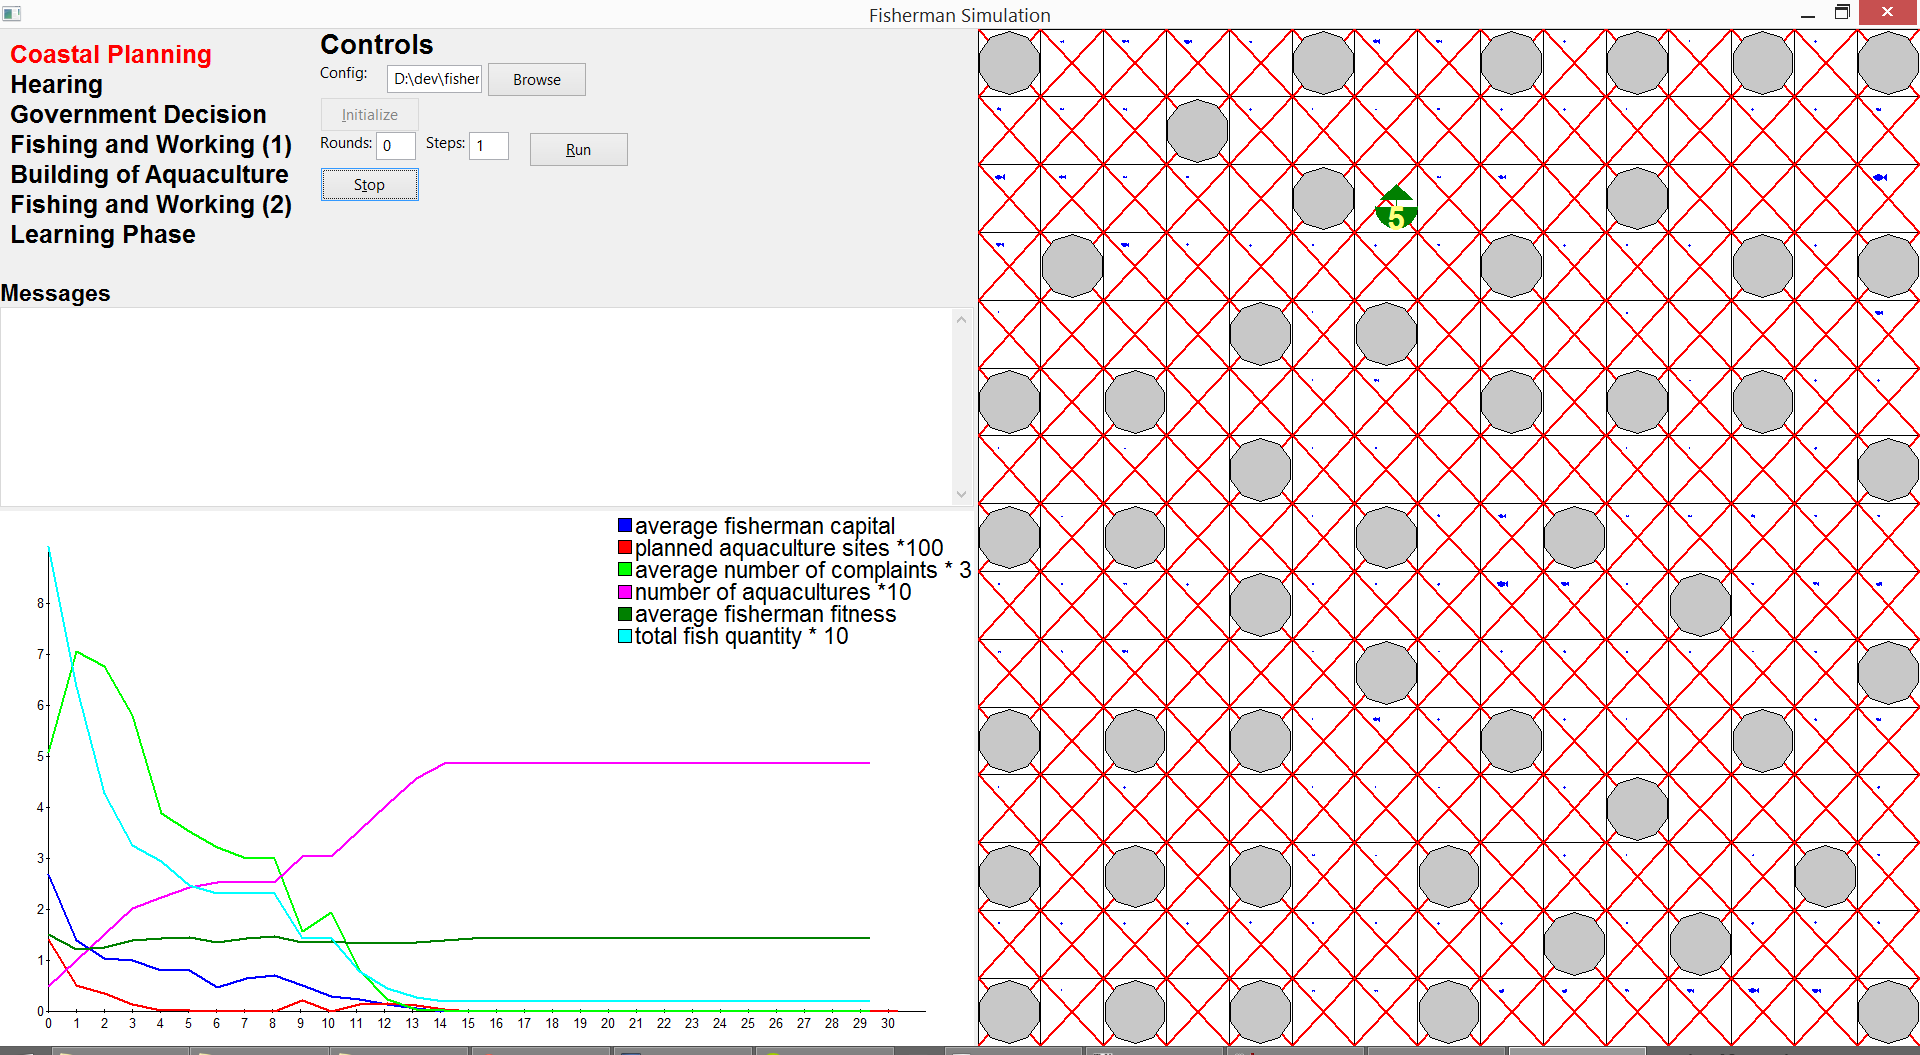 Fisherman Simulation
Coastal Planning
Hearing
Government Decision
Fishing and Working (1)
Building of Aquaculture
Fishing and Working (2)
Learning Phase
Controls
Config: D:\dev\fisher Browse
Initialize
Rounds: 0 Steps: 1 Run
Stop
Messages
average fisherman capital
planned aquaculture sites *100
average number of complaints * 3
number of aquacultures *10
average fisherman fitness
total fish quantity * 10
8
7
6
5
4
3
2
1
0
0 1 2 3 4 5 6 7 8 9 10 11 12 13 14 15 16 17 18 19 20 21 22 23 24 25 26 27 28 29 30
5